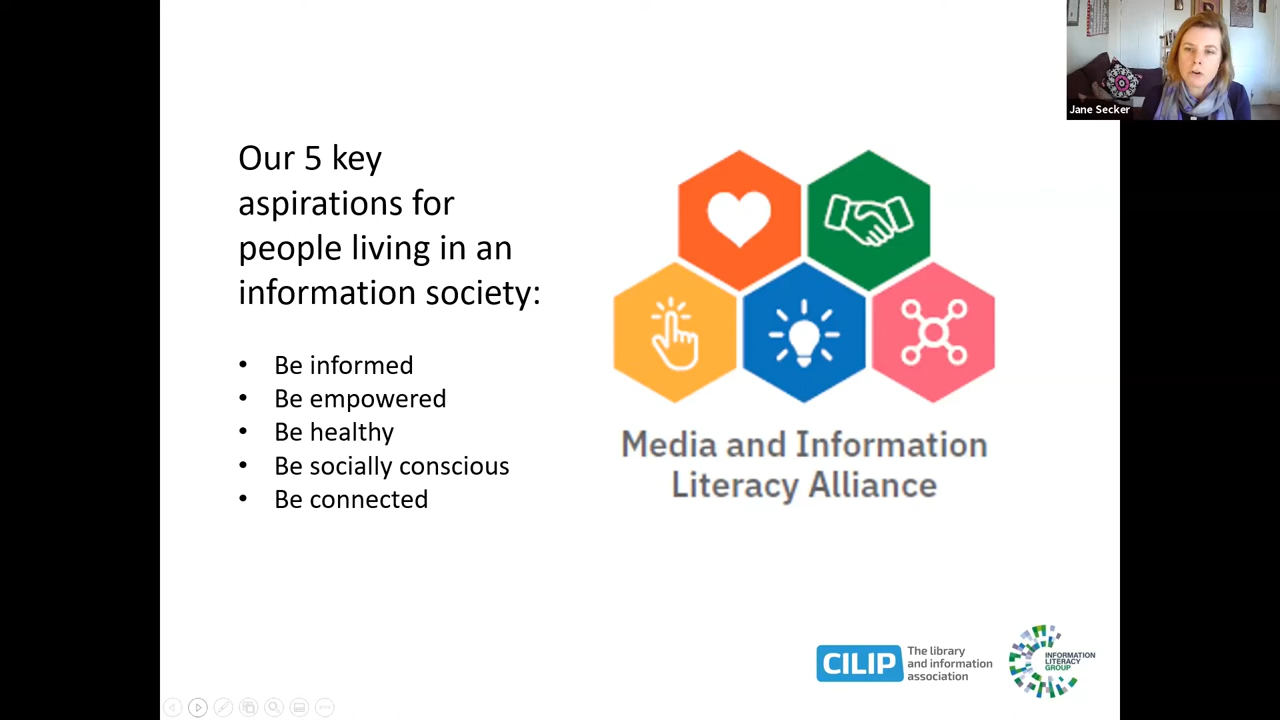 Jane Secker
Our 5 key
aspirations for
people living in an
information society:
• Be informed
• Be empowered
• Be healthy
• Be socially conscious
• Be connected
Media and Information
Literacy Alliance
CILIP
The library
and information
association
INFORMATION
LITERACY
GROUP